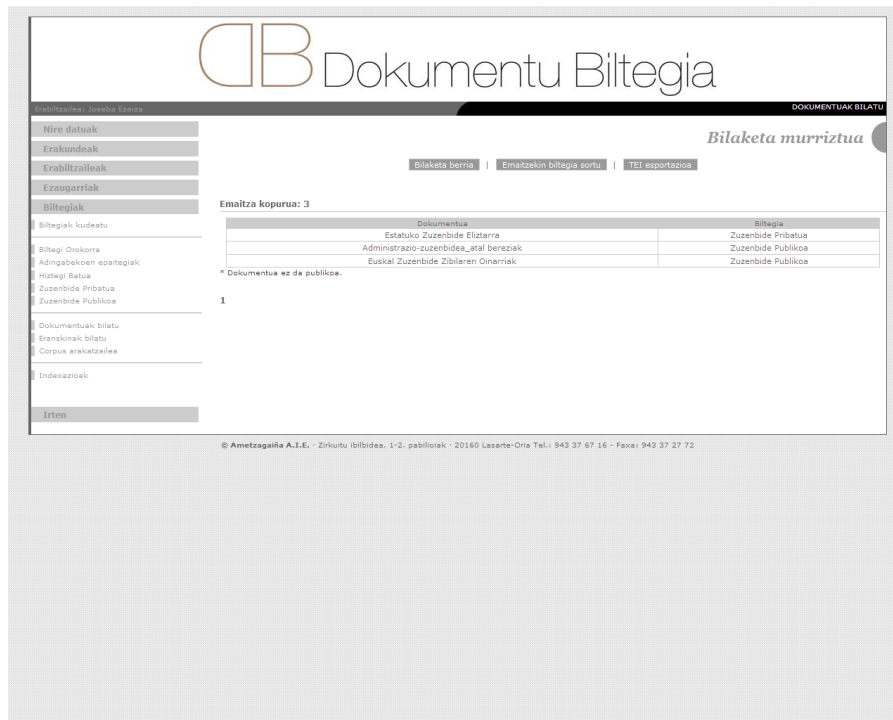 DB Dokumentu Biltegia
Erabiltzailea: Joseba Ezeiza
DOKUMENTUAK BILATU
Nire datuak
Erakundeak
Erabiltzaileak
Ezaugarriak
Biltegiak
Biltegiak kudeatu
Biltegi Orokorra
Adingabekoen epaitegiak
Hiztegi Batua
Zuzenbide Pribatua
Zuzenbide Publikoa
Dokumentuak bilatu
Eranskinak bilatu
Corpus arakatzailea
Indexazioak
Irten
Bilaketa murriztua
Bilaketa berria | Emaitzekin biltegia sortu | TEI esportazioa
Emaitza kopurua: 3
Dokumentua Biltegia
Estatuko Zuzenbide Eliztarra Zuzenbide Pribatua
Administrazio-zuzenbidea_atal bereziak Zuzenbide Publikoa
Euskal Zuzenbide Zibilaren Oinarriak Zuzenbide Publikoa
* Dokumentua ez da publikoa.
1
© Ametzagaiña A.I.E. - Zirkuitu ibilbidea, 1-2. pabilioiak - 20160 Lasarte-Oria Tel.: 943 37 67 16 - Faxa: 943 37 27 72